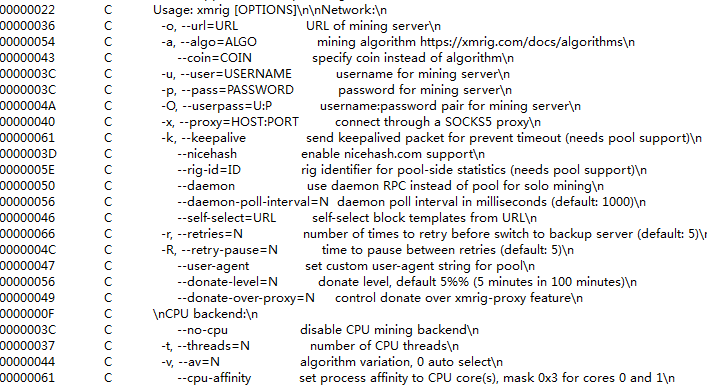 00000022 C Usage: xmrig [OPTIONS]\n\nNetwork:\n
00000036 C -o, --url=URL URL of mining server\n
00000054 C -a, --algo=ALGO mining algorithm https://xmrig.com/docs/algorithms\n
00000043 C --coin=COIN specify coin instead of algorithm\n
0000003C C -u, --user=USERNAME username for mining server\n
0000003C C -p, --pass=PASSWORD password for mining server\n
0000004A C -O, --userpass=U:P username:password pair for mining server\n
00000040 C -x, --proxy=HOST:PORT connect through a SOCKS5 proxy\n
00000061 C -k, --keepalive send keepalived packet for prevent timeout (needs pool support)\n
0000003D C --nicehash enable nicehash.com support\n
0000005E C --rig-id=ID rig identifier for pool-side statistics (needs pool support)\n
00000050 C --daemon use daemon RPC instead of pool for solo mining\n
00000056 C --daemon-poll-interval=N daemon poll interval in milliseconds (default: 1000)\n
00000046 C --self-select=URL self-select block templates from URL\n
00000066 C -r, --retries=N number of times to retry before switch to backup server (default: 5)\n
0000004C C -R, --retry-pause=N time to pause between retries (default: 5)\n
00000047 C --user-agent set custom user-agent string for pool\n
00000056 C --donate-level=N donate level, default 5%% (5 minutes in 100 minutes)\n
00000049 C --donate-over-proxy=N control donate over xmrig-proxy feature\n
0000000F C \nCPU backend:\n
0000003C C --no-cpu disable CPU mining backend\n
00000037 C -t, --threads=N number of CPU threads\n
00000044 C -v, --av=N algorithm variation, 0 auto select\n
00000061 C --cpu-affinity set process affinity to CPU core(s), mask 0x3 for cores 0 and 1\n